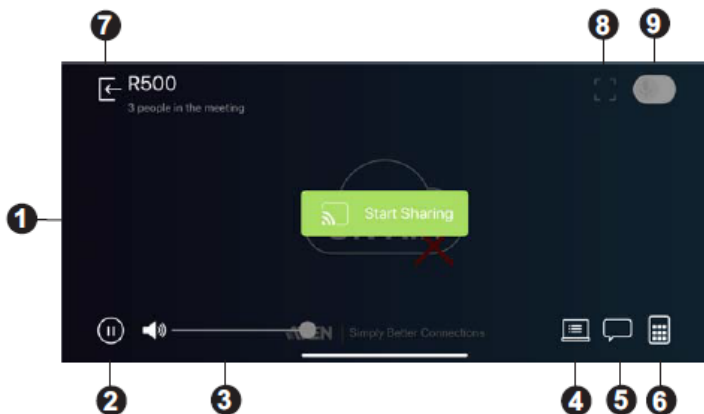 7
8
9
R500
3 people in the meeting
1
Start Sharing
Simply Better Connections
2
3
4
5
6